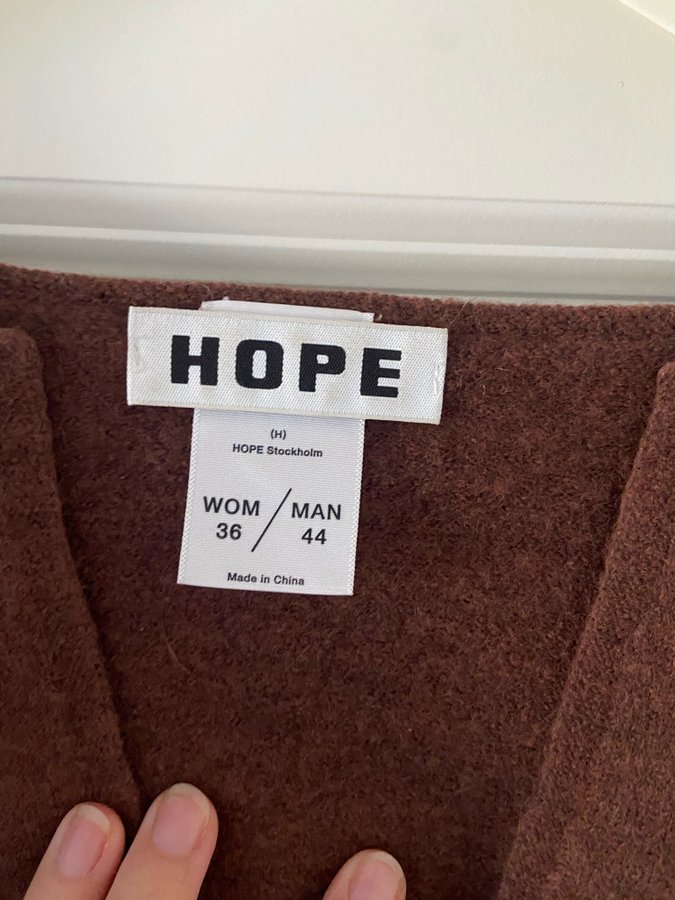 HOPE
(H)
HOPE Stockholm
WOM / MAN
36 44
Made in China